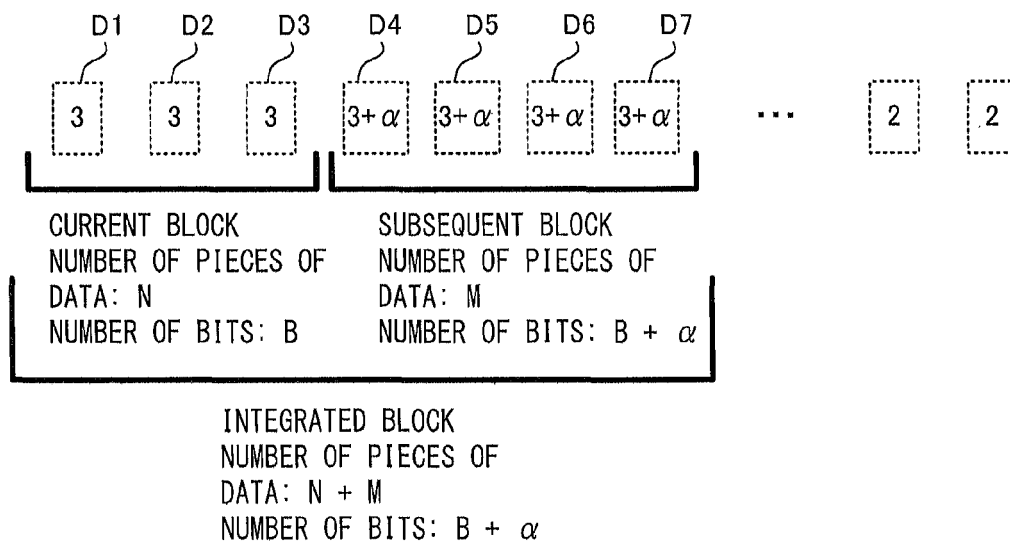 D1 D2 D3 D4 D5 D6 D7
3 3 3 3+α 3+α 3+α 3+α ... 2 2
CURRENT BLOCK
NUMBER OF PIECES OF
DATA: N
NUMBER OF BITS: B
SUBSEQUENT BLOCK
NUMBER OF PIECES OF
DATA: M
NUMBER OF BITS: B + α
INTEGRATED BLOCK
NUMBER OF PIECES OF
DATA: N + M
NUMBER OF BITS: B + α